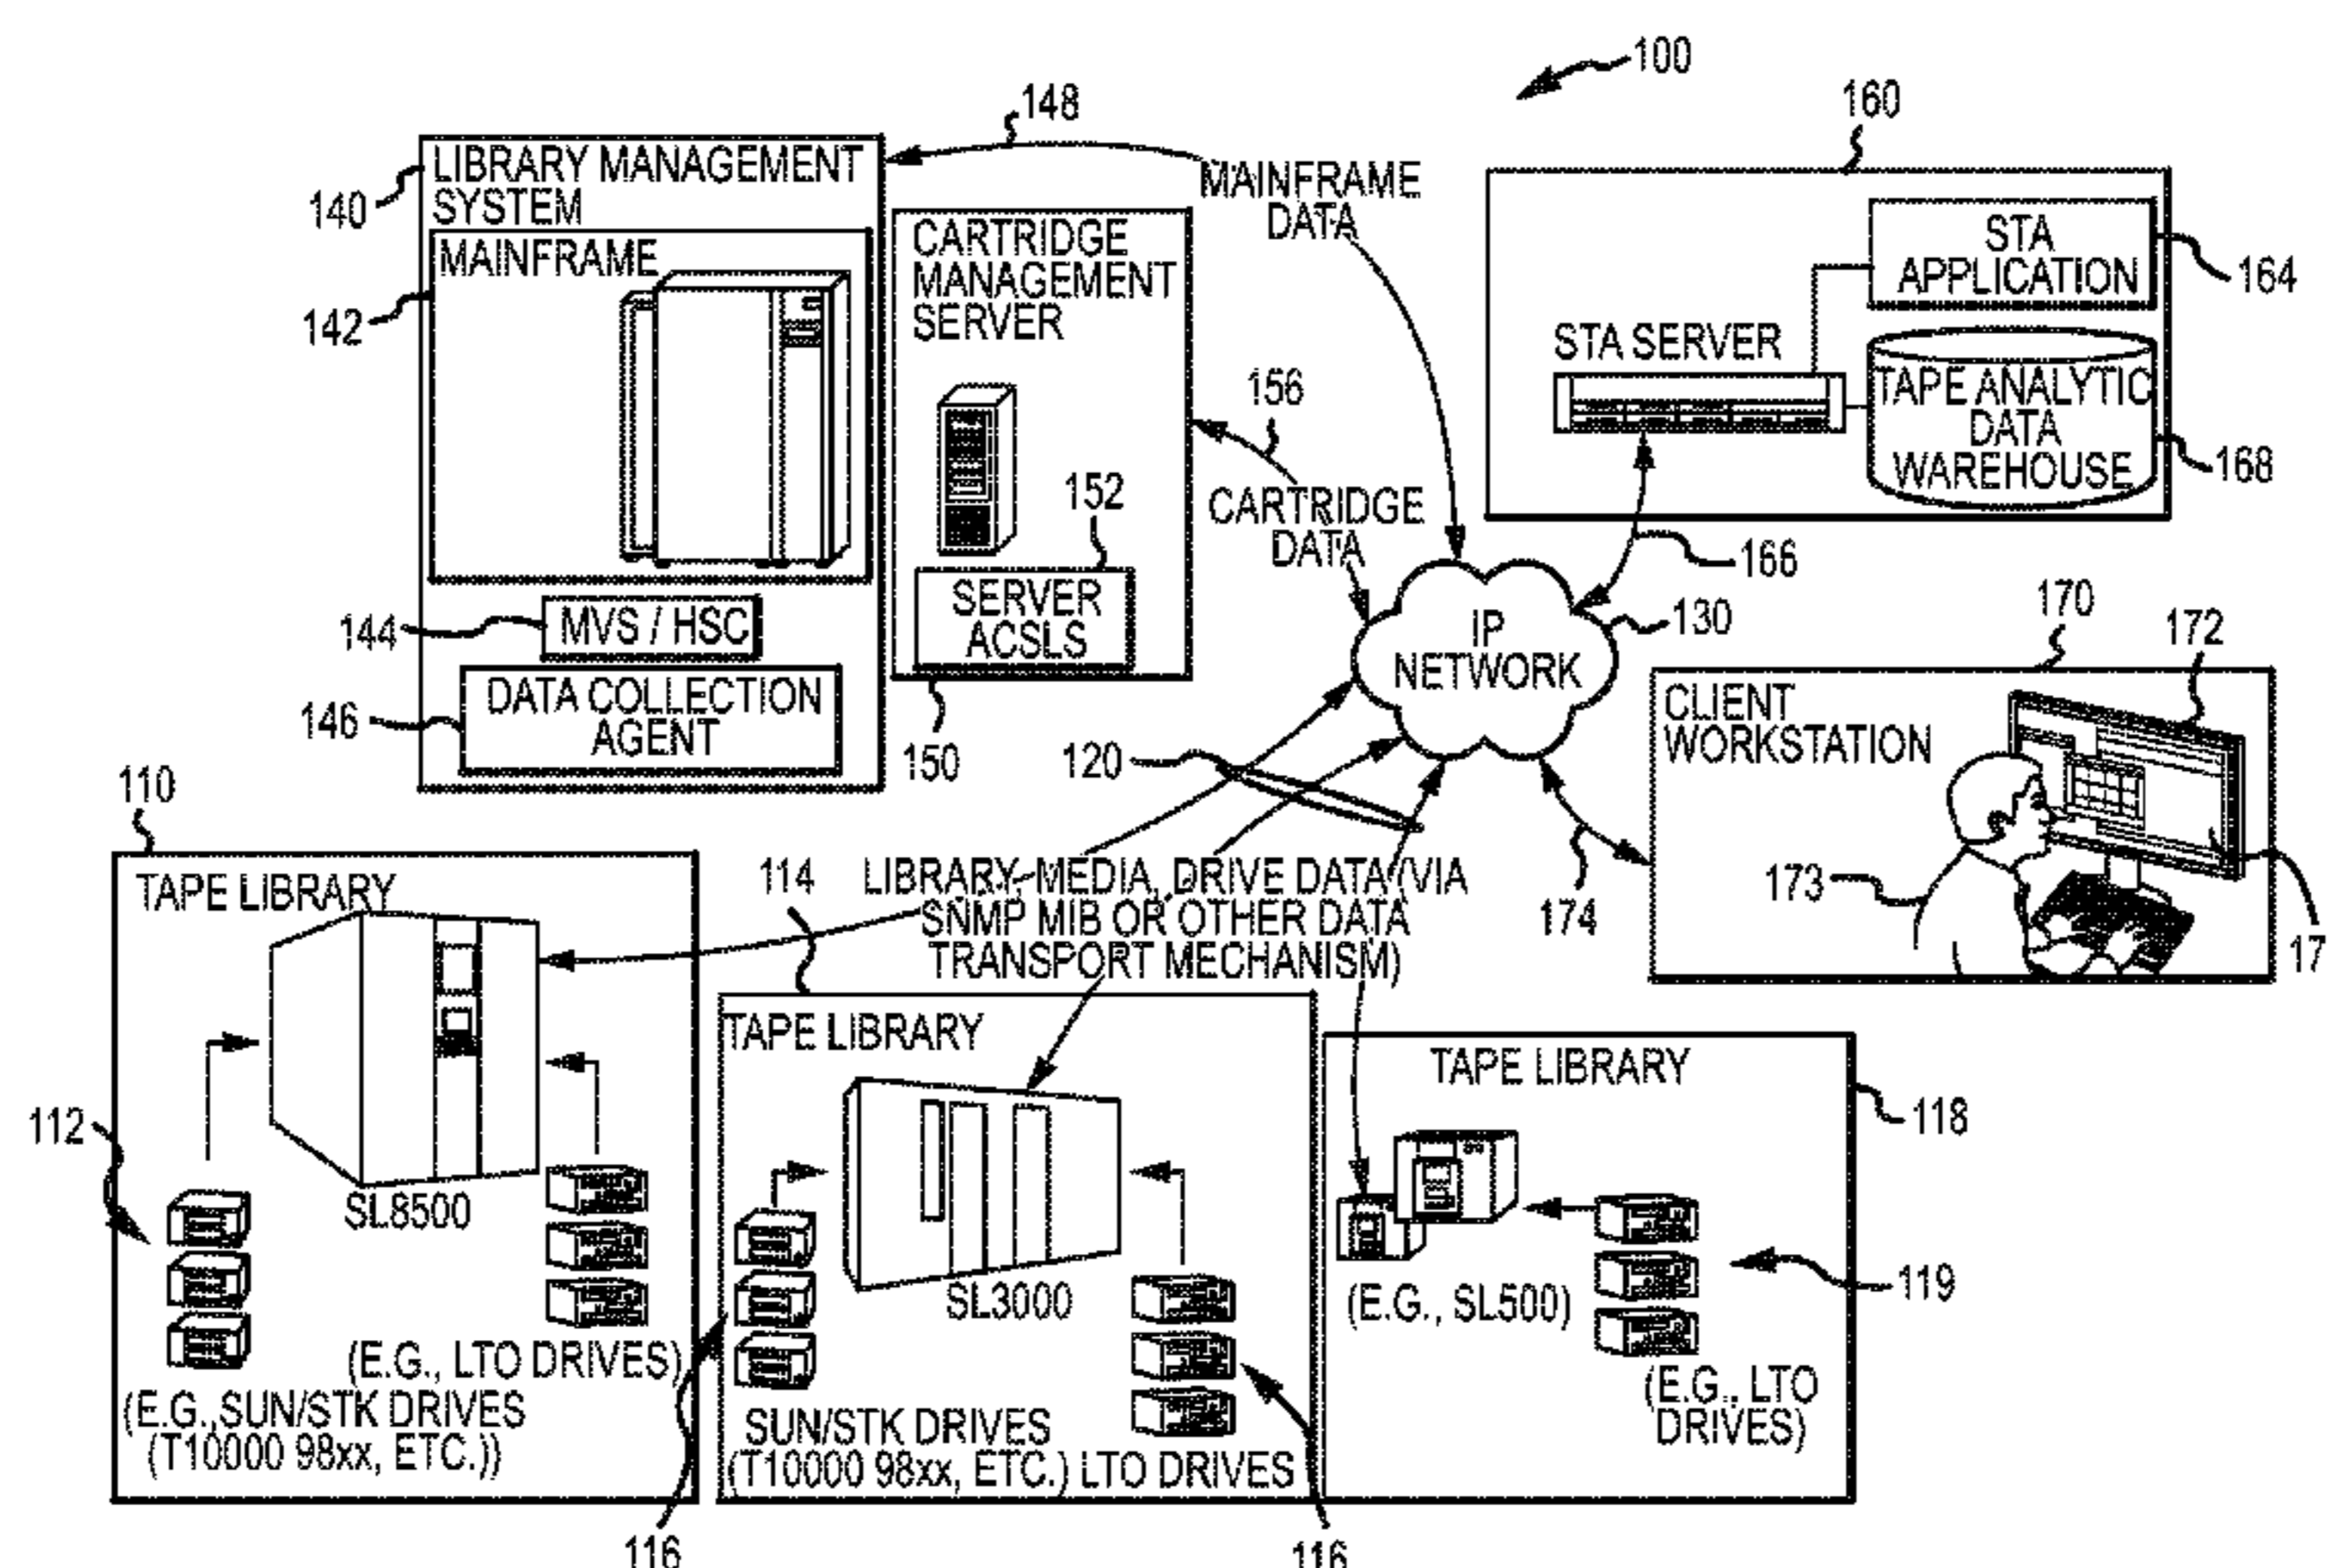 100
148
160
LIBRARY MANAGEMENT
SYSTEM
140
MAINFRAME
142
MVS / HSC
144
DATA COLLECTION
AGENT
146
CARTRIDGE
MANAGEMENT
SERVER
152
SERVER
ACSLS
150
MAINFRAME
DATA
156
CARTRIDGE
DATA
STA
APPLICATION
164
STA SERVER
TAPE ANALYTIC
DATA
WAREHOUSE
168
166
IP
NETWORK
130
170
172
CLIENT
WORKSTATION
173
174
17
120
LIBRARY, MEDIA, DRIVE DATA (VIA
SNMP MIB OR OTHER DATA
TRANSPORT MECHANISM)
110
TAPE LIBRARY
112
SL8500
(E.G., LTO DRIVES)
(E.G.,SUN/STK DRIVES
(T10000 98xx, ETC.))
114
TAPE LIBRARY
SL3000
SUN/STK DRIVES
(T10000 98xx, ETC.) LTO DRIVES
116
116
TAPE LIBRARY
118
(E.G., SL500)
119
(E.G., LTO
DRIVES)